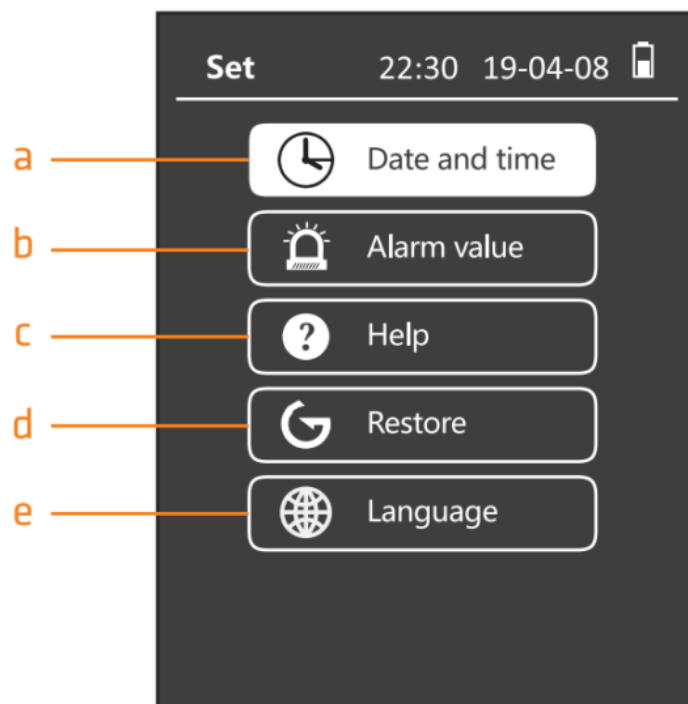 Set 22:30 19-04-08
a Date and time
b Alarm value
c ? Help
d Restore
e Language